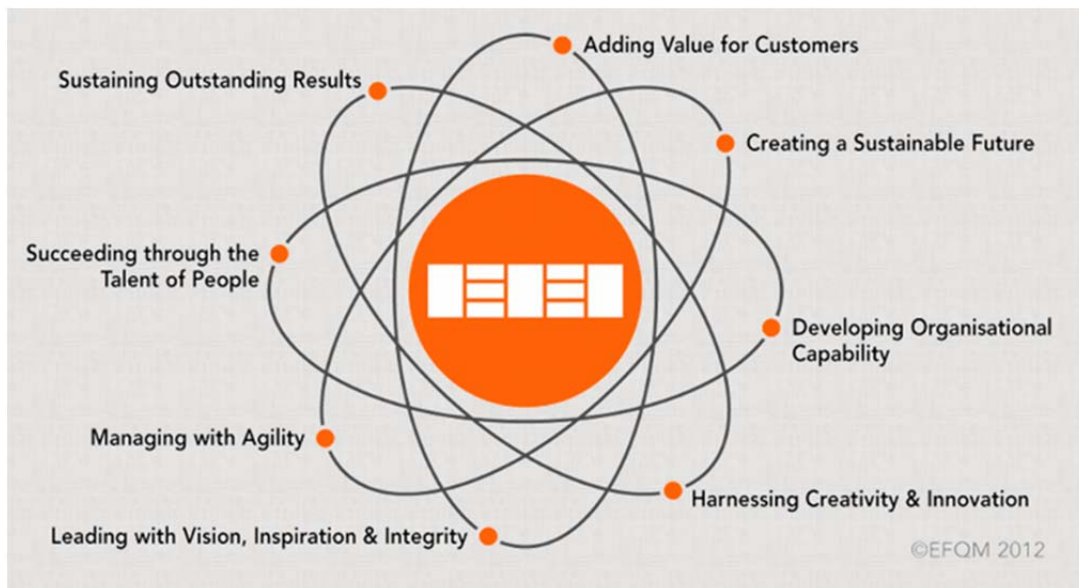 Adding Value for Customers
Sustaining Outstanding Results
Creating a Sustainable Future
Succeeding through the
Talent of People
Developing Organisational
Capability
Managing with Agility
Harnessing Creativity & Innovation
Leading with Vision, Inspiration & Integrity
©EFQM 2012